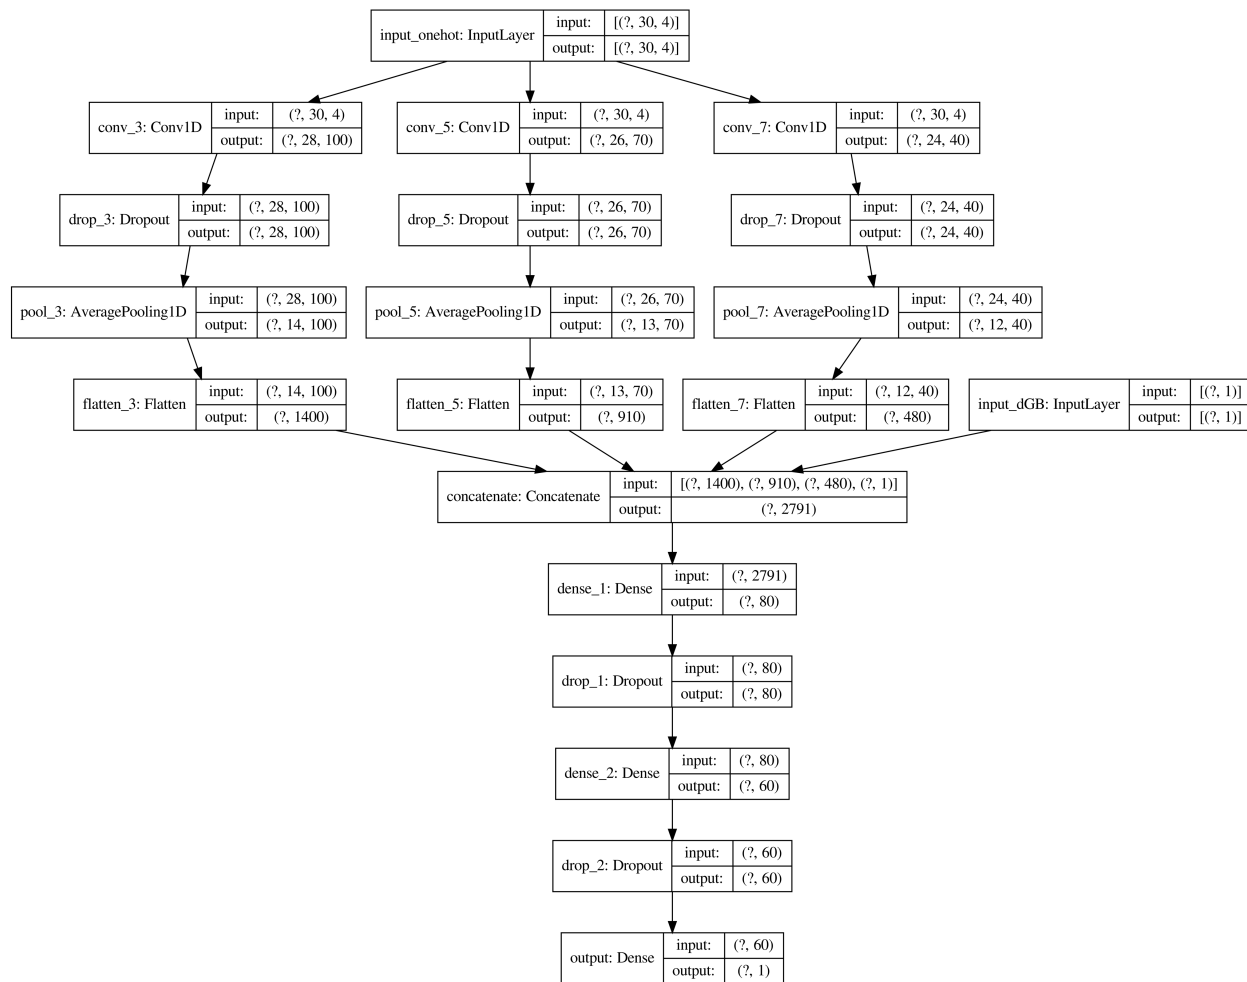 input_onehot: InputLayer
input: [(?, 30, 4)]
output: [(?, 30, 4)]
conv_3: Conv1D
input: (?, 30, 4)
output: (?, 28, 100)
conv_5: Conv1D
input: (?, 30, 4)
output: (?, 26, 70)
conv_7: Conv1D
input: (?, 30, 4)
output: (?, 24, 40)
drop_3: Dropout
input: (?, 28, 100)
output: (?, 28, 100)
drop_5: Dropout
input: (?, 26, 70)
output: (?, 26, 70)
drop_7: Dropout
input: (?, 24, 40)
output: (?, 24, 40)
pool_3: AveragePooling1D
input: (?, 28, 100)
output: (?, 14, 100)
pool_5: AveragePooling1D
input: (?, 26, 70)
output: (?, 13, 70)
pool_7: AveragePooling1D
input: (?, 24, 40)
output: (?, 12, 40)
flatten_3: Flatten
input: (?, 14, 100)
output: (?, 1400)
flatten_5: Flatten
input: (?, 13, 70)
output: (?, 910)
flatten_7: Flatten
input: (?, 12, 40)
output: (?, 480)
input_dGB: InputLayer
input: [(?, 1)]
output: [(?, 1)]
concatenate: Concatenate
input: [(?, 1400), (?, 910), (?, 480), (?, 1)]
output: (?, 2791)
dense_1: Dense
input: (?, 2791)
output: (?, 80)
drop_1: Dropout
input: (?, 80)
output: (?, 80)
dense_2: Dense
input: (?, 80)
output: (?, 60)
drop_2: Dropout
input: (?, 60)
output: (?, 60)
output: Dense
input: (?, 60)
output: (?, 1)